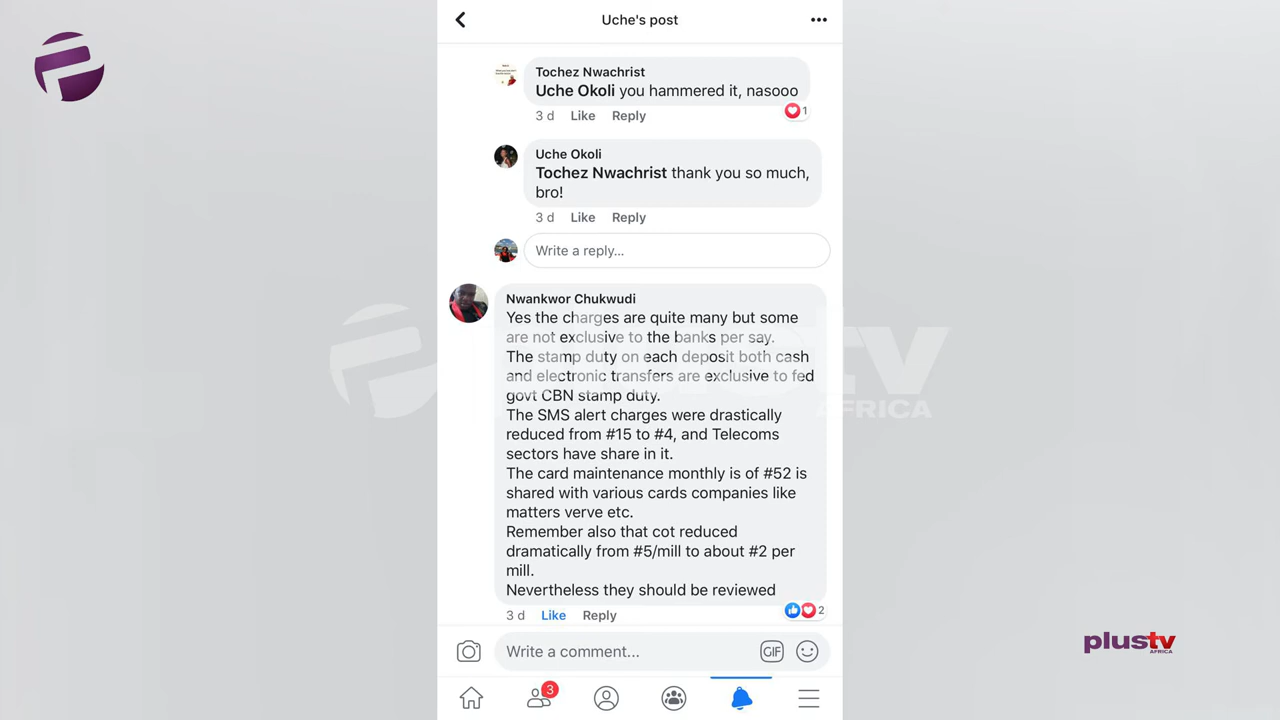 Uche's post
Tochez Nwachrist
Uche Okoli you hammered it, nasooo
3 d Like Reply
1
Uche Okoli
Tochez Nwachrist thank you so much,
bro!
3 d Like Reply
Write a reply...
Nwankwor Chukwudi
Yes the charges are quite many but some
are not exclusive to the banks per say.
The stamp duty on each deposit both cash
and electronic transfers are exclusive to fed
govt CBN stamp duty.
The SMS alert charges were drastically
reduced from #15 to #4, and Telecoms
sectors have share in it.
The card maintenance monthly is of #52 is
shared with various cards companies like
matters verve etc.
Remember also that cot reduced
dramatically from #5/mill to about #2 per
mill.
Nevertheless they should be reviewed
3 d Like Reply
2
Write a comment...
GIF
3
plustv
AFRICA
tv
AFRICA